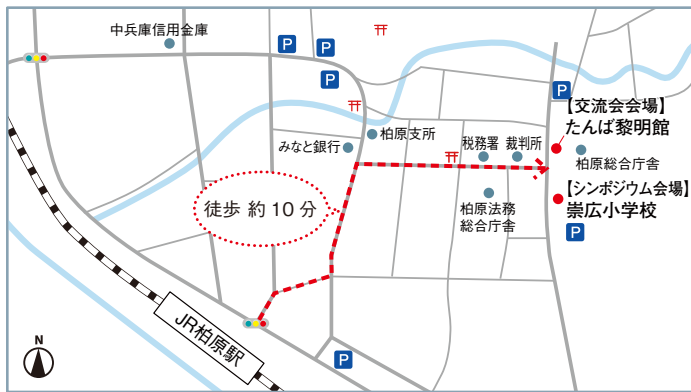 中兵庫信用金庫
P
P
P
P
【交流会会場】
たんば黎明館
柏原支所
みなと銀行
税務署
裁判所
柏原総合庁舎
【シンポジウム会場】
崇広小学校
柏原法務
総合庁舎
徒歩 約10分
P
JR柏原駅
N
P